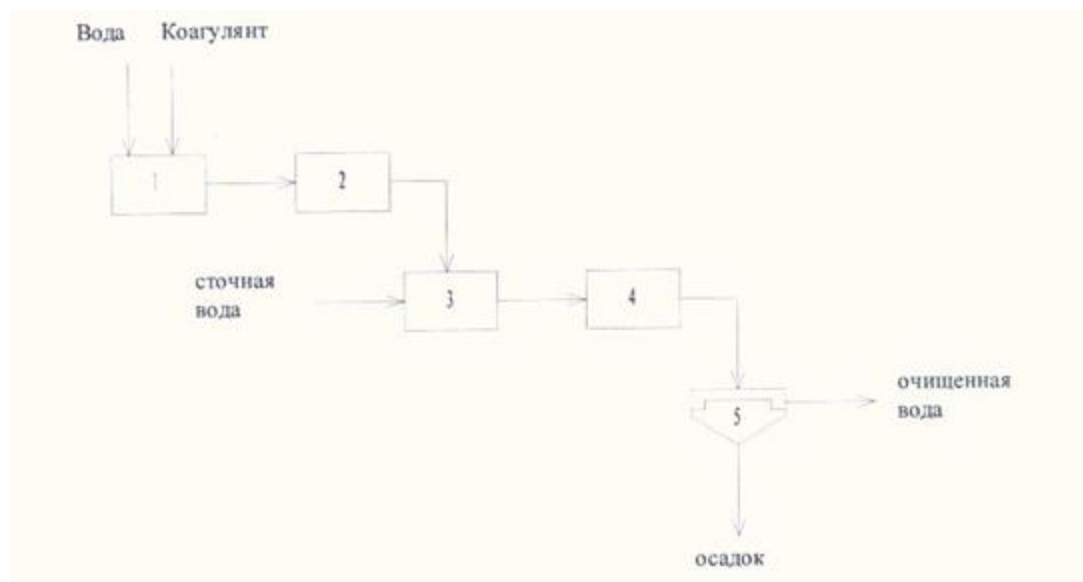 Вода Коагулянт
1
2
сточная
вода
3
4
очищенная
вода
5
осадок